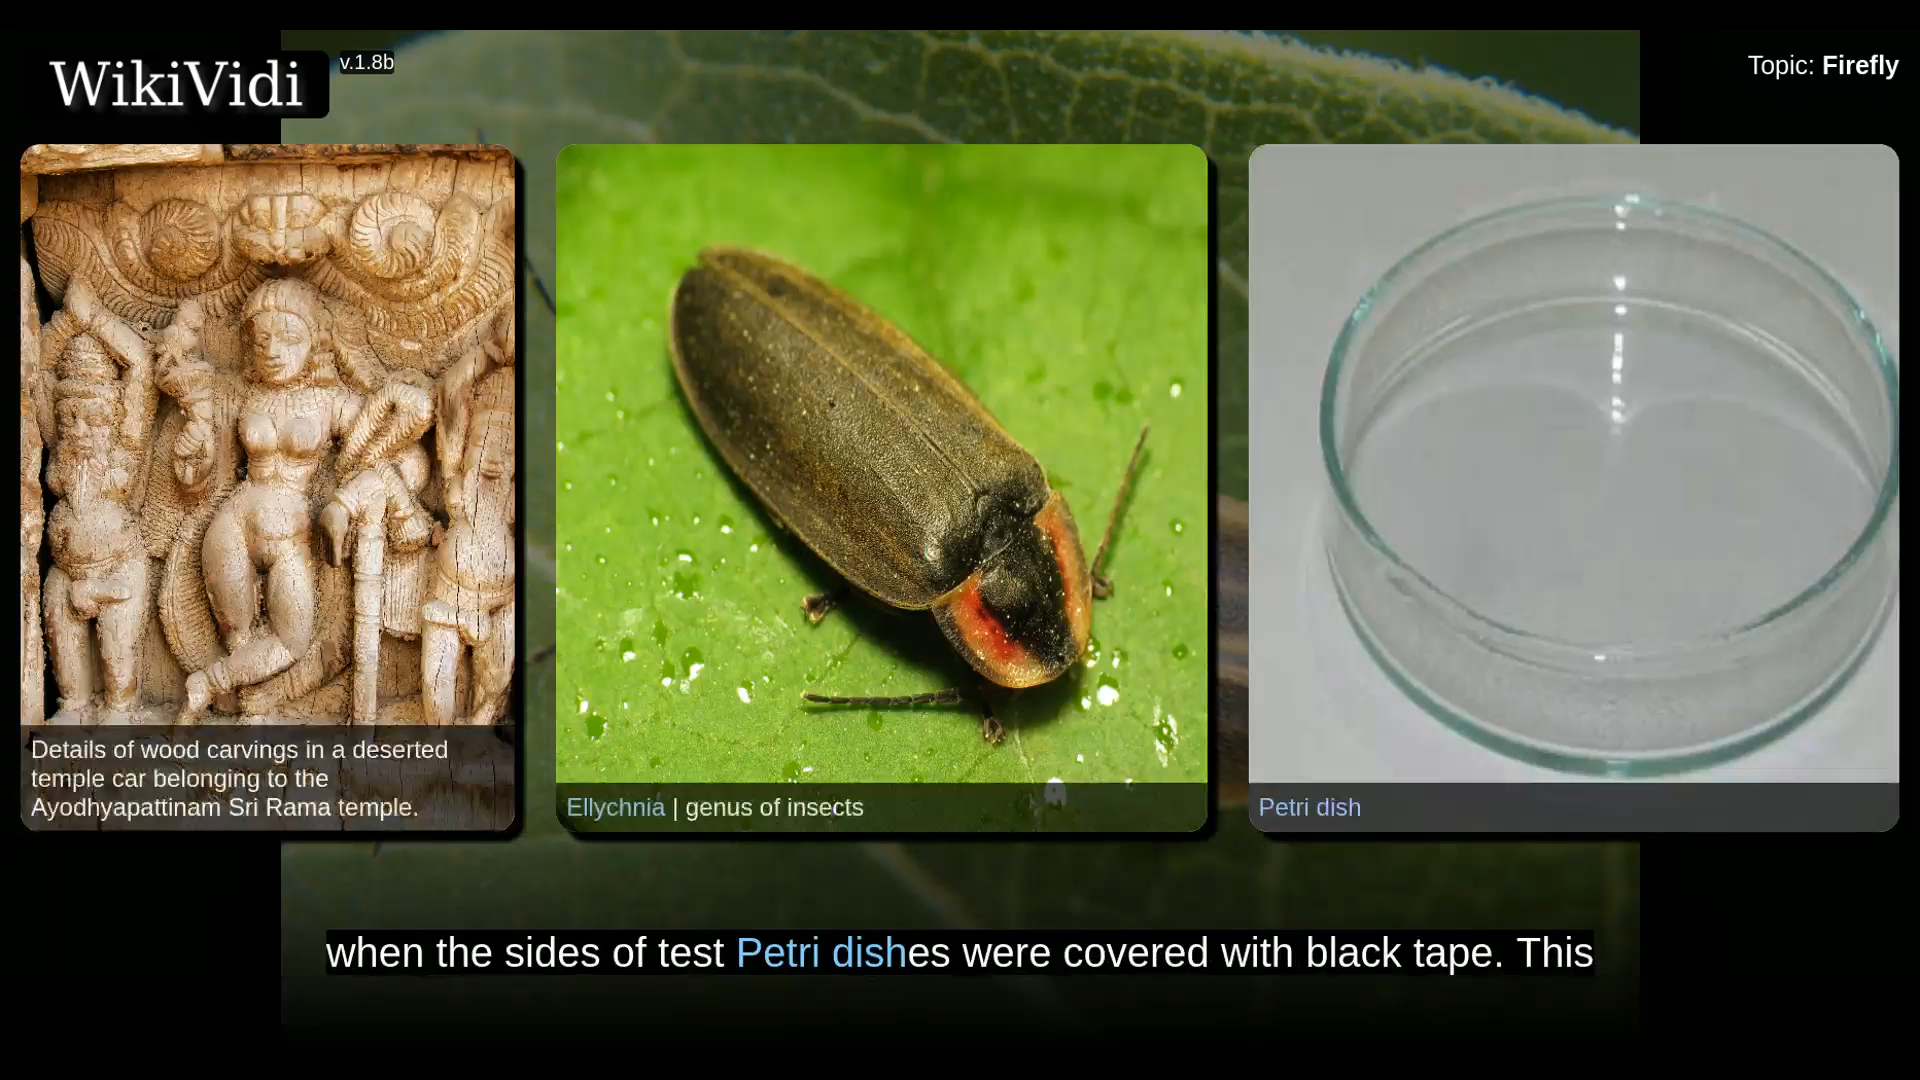 WikiVidi
v.1.8b
Topic: Firefly
Details of wood carvings in a deserted
temple car belonging to the
Ayodhyapattinam Sri Rama temple.
Ellychnia | genus of insects
Petri dish
when the sides of test Petri dishes were covered with black tape. This